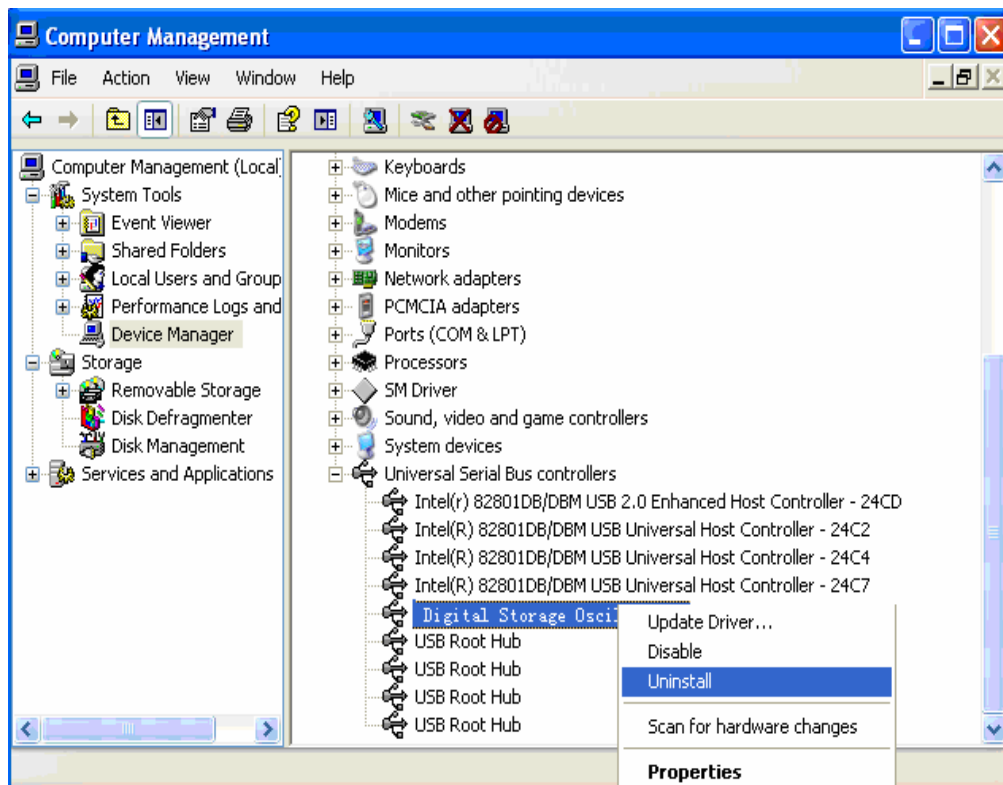 Computer Management
File Action View Window Help
Computer Management (Local)
System Tools
Event Viewer
Shared Folders
Local Users and Group
Performance Logs and
Device Manager
Storage
Removable Storage
Disk Defragmenter
Disk Management
Services and Applications
Keyboards
Mice and other pointing devices
Modems
Monitors
Network adapters
PCMCIA adapters
Ports (COM & LPT)
Processors
SM Driver
Sound, video and game controllers
System devices
Universal Serial Bus controllers
Intel(r) 82801DB/DBM USB 2.0 Enhanced Host Controller - 24CD
Intel(R) 82801DB/DBM USB Universal Host Controller - 24C2
Intel(R) 82801DB/DBM USB Universal Host Controller - 24C4
Intel(R) 82801DB/DBM USB Universal Host Controller - 24C7
Digital Storage Oscil
USB Root Hub
USB Root Hub
USB Root Hub
USB Root Hub
Update Driver...
Disable
Uninstall
Scan for hardware changes
Properties